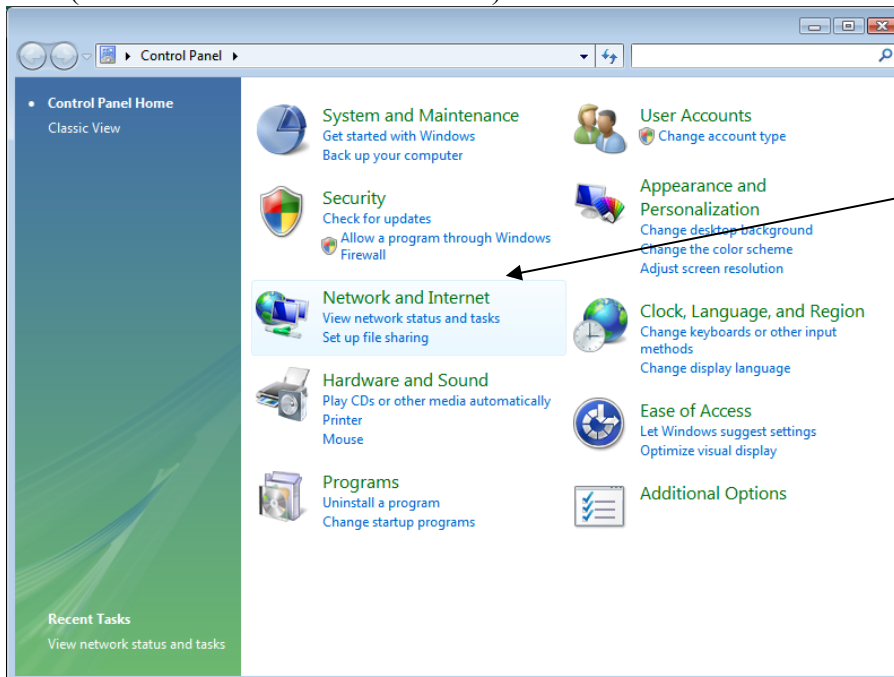 Control Panel
Control Panel Home
Classic View
System and Maintenance
Get started with Windows
Back up your computer
Security
Check for updates
Allow a program through Windows
Firewall
Network and Internet
View network status and tasks
Set up file sharing
Hardware and Sound
Play CDs or other media automatically
Printer
Mouse
Programs
Uninstall a program
Change startup programs
User Accounts
Change account type
Appearance and
Personalization
Change desktop background
Change the color scheme
Adjust screen resolution
Clock, Language, and Region
Change keyboards or other input
methods
Change display language
Ease of Access
Let Windows suggest settings
Optimize visual display
Additional Options
Recent Tasks
View network status and tasks